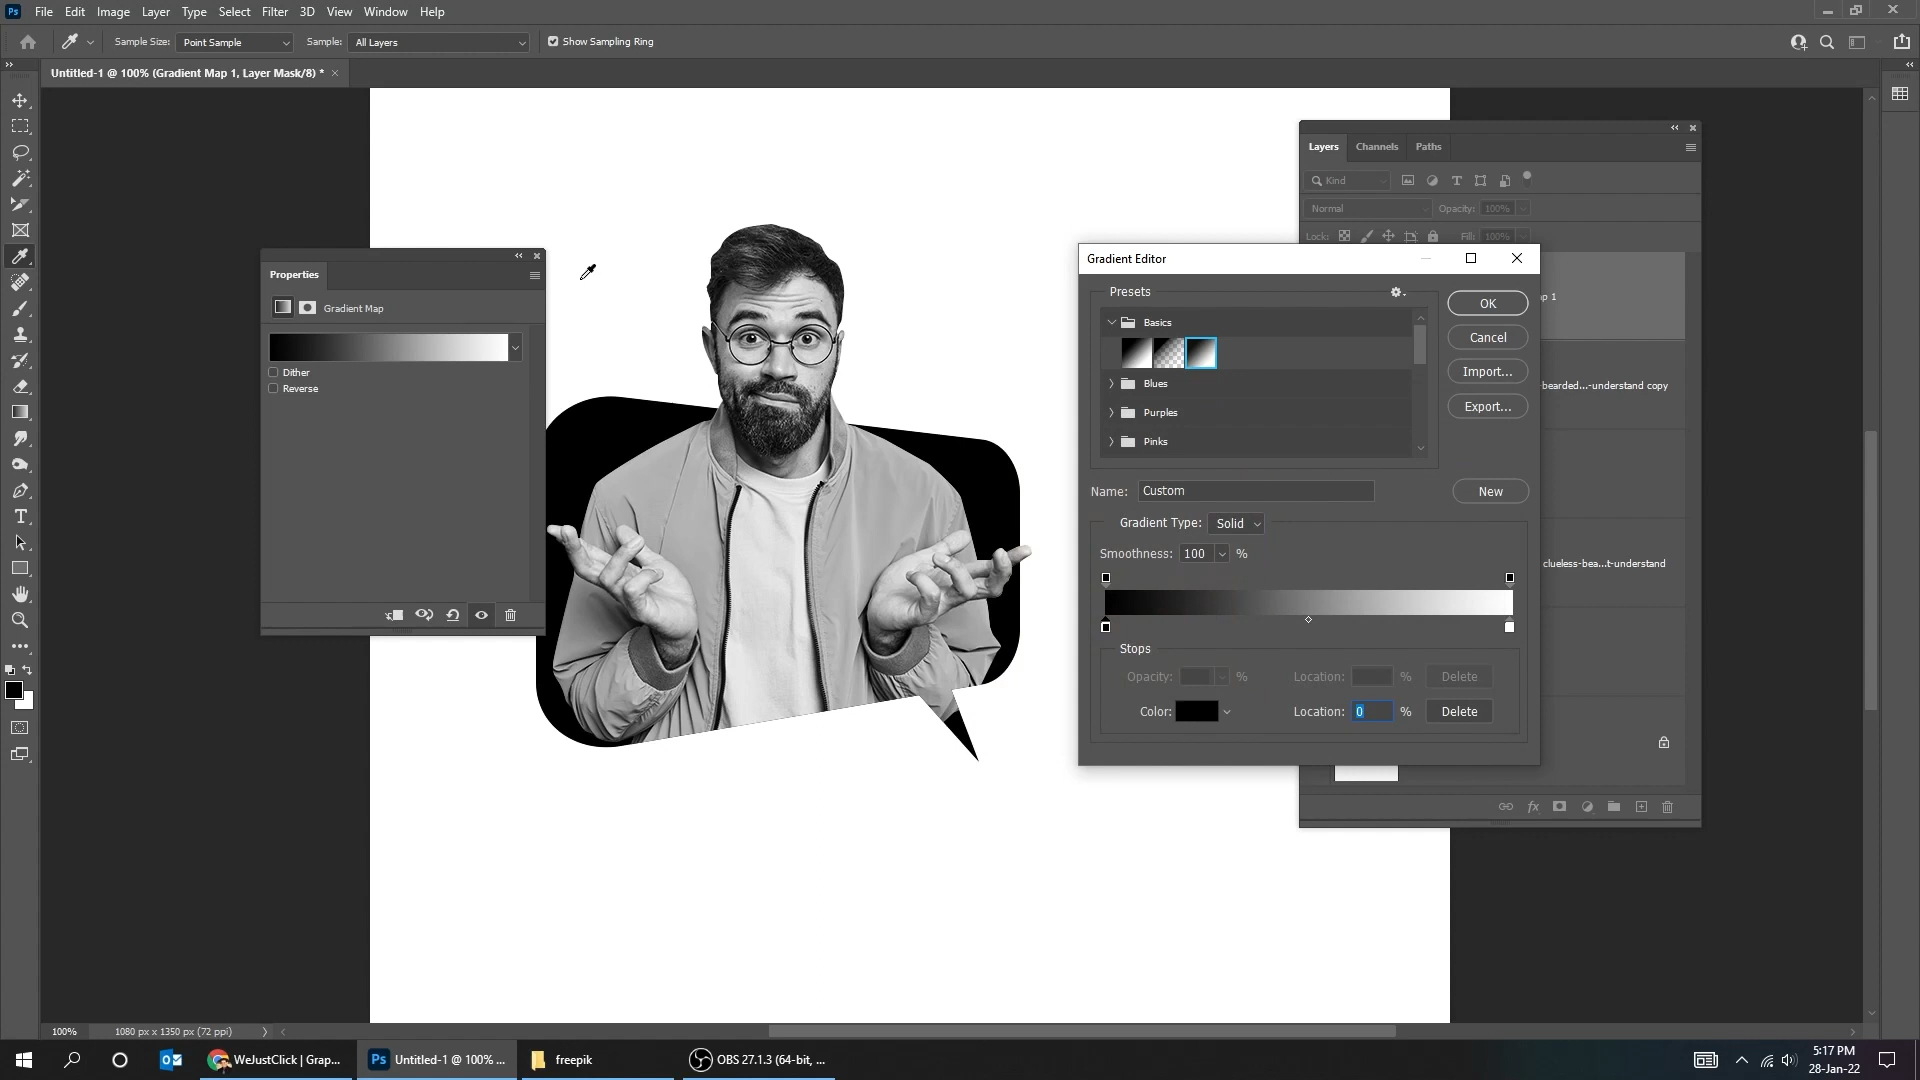 Ps File Edit Image Layer Type Select Filter 3D View Window Help
Sample Size: Point Sample Sample: All Layers Show Sampling Ring
Untitled-1 @ 100% (Gradient Map 1, Layer Mask/8) *
Layers Channels Paths
Kind
Normal Opacity: 100%
Lock: Fill: 100%
Properties
Gradient Map
Dither
Reverse
Gradient Editor
Presets
Basics
Blues
Purples
Pinks
OK
Cancel
Import...
Export...
Name: Custom New
Gradient Type: Solid
Smoothness: 100 %
Stops
Opacity: % Location: % Delete
Color: Location: 0 % Delete
p 1
bearded...-understand copy
clueless-bea...t-understand
fx
100% 1080 px x 1350 px (72 ppi)
WeJustClick | Grap...
Ps Untitled-1 @ 100% ...
freepik
OBS 27.1.3 (64-bit, ...
5:17 PM
28-Jan-22